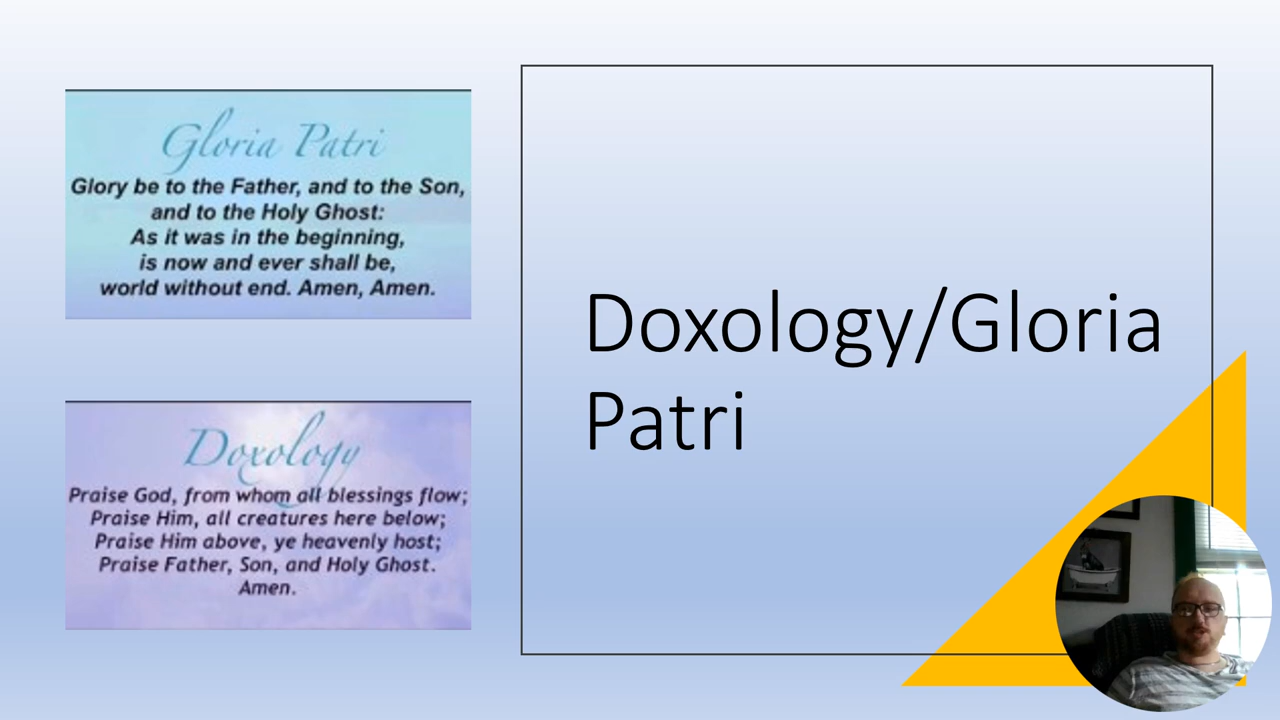 Gloria Patri
Glory be to the Father, and to the Son,
and to the Holy Ghost:
As it was in the beginning,
is now and ever shall be,
world without end. Amen, Amen.
Doxology
Praise God, from whom all blessings flow;
Praise Him, all creatures here below;
Praise Him above, ye heavenly host;
Praise Father, Son, and Holy Ghost.
Amen.
Doxology/Gloria
Patri